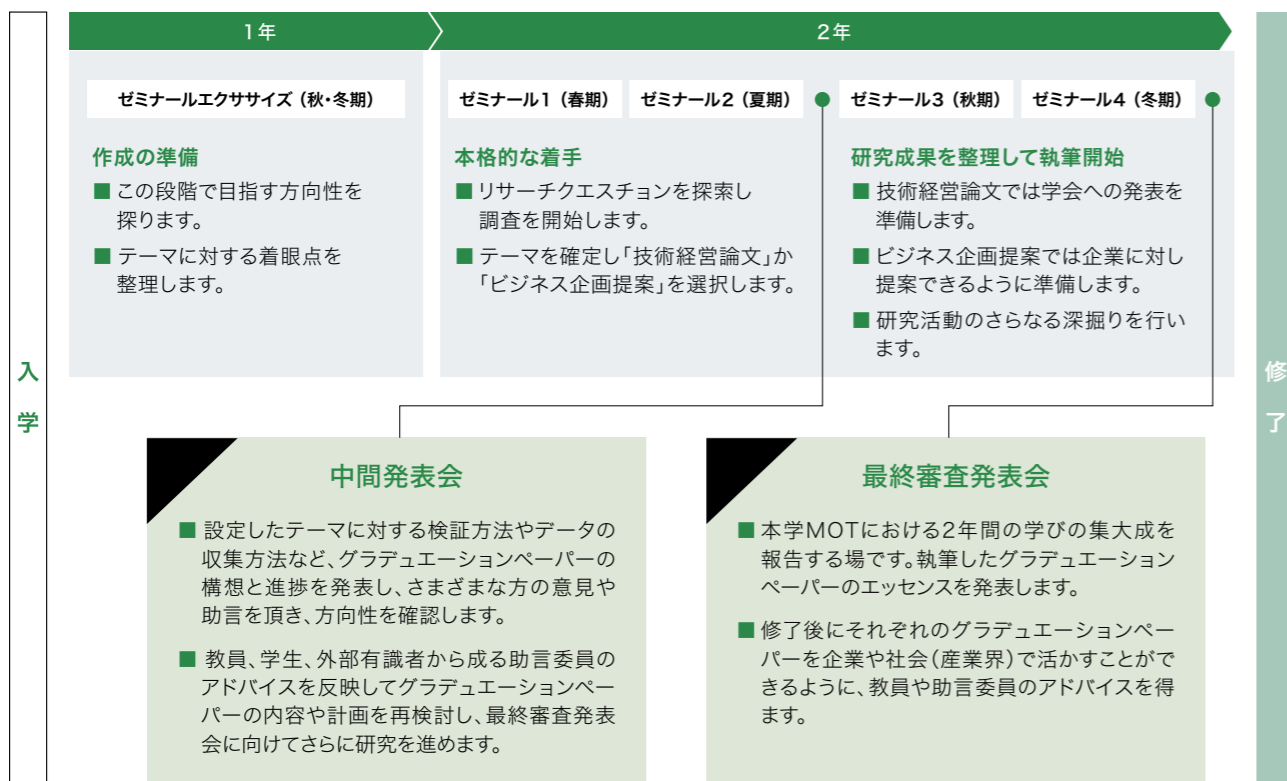 1年
2年
入学
ゼミナールエクササイズ（秋・冬期）
作成の準備
■ この段階で目指す方向性を
探ります。
■ テーマに対する着眼点を
整理します。
ゼミナール1（春期）
ゼミナール2（夏期）
本格的な着手
■ リサーチクエスチョンを探索し
調査を開始します。
■ テーマを確定し「技術経営論文」か
「ビジネス企画提案」を選択します。
ゼミナール3（秋期）
ゼミナール4（冬期）
研究成果を整理して執筆開始
■ 技術経営論文では学会への発表を
準備します。
■ ビジネス企画提案では企業に対し
提案できるように準備します。
■ 研究活動のさらなる深掘りを行い
ます。
中間発表会
■ 設定したテーマに対する検証方法やデータの
収集方法など、グラデュエーションペーパーの
構想と進捗を発表し、さまざまな方の意見や
助言を頂き、方向性を確認します。
■ 教員、学生、外部有識者から成る助言委員の
アドバイスを反映してグラデュエーションペー
パーの内容や計画を再検討し、最終審査発表
会に向けてさらに研究を進めます。
最終審査発表会
■ 本学MOTにおける2年間の学びの集大成を
報告する場です。執筆したグラデュエーション
ペーパーのエッセンスを発表します。
■ 修了後にそれぞれのグラデュエーションペー
パーを企業や社会（産業界）で活かすことがで
きるように、教員や助言委員のアドバイスを得
ます。
修了